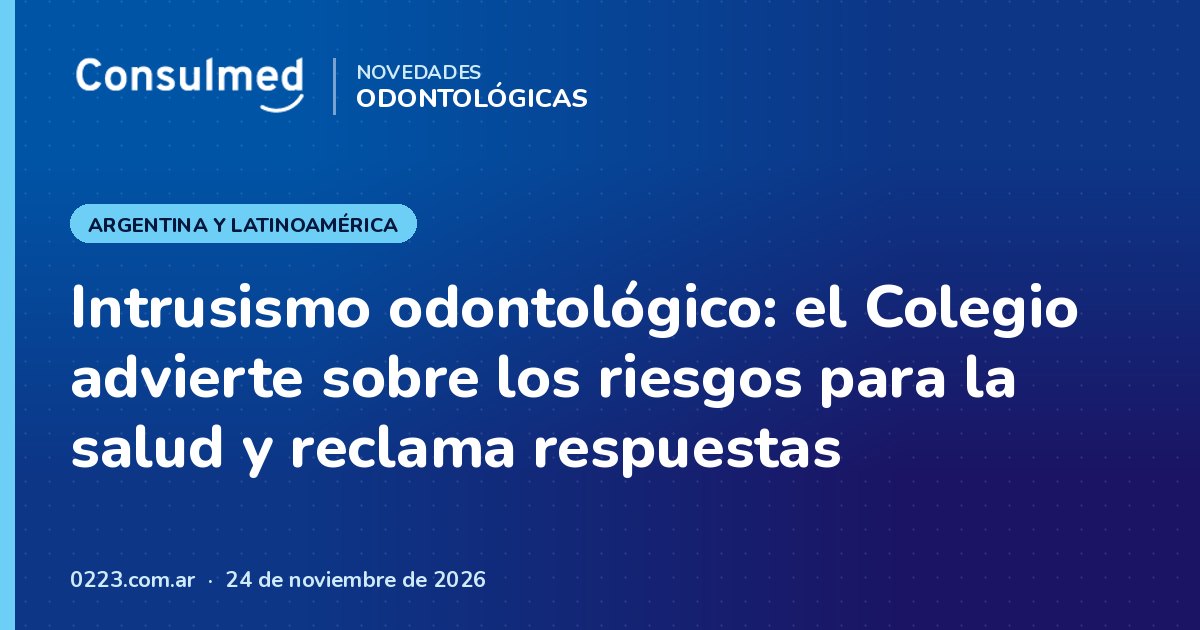 Consulmed
NOVEDADES
ODONTOLÓGICAS
ARGENTINA Y LATINOAMÉRICA
Intrusismo odontológico: el Colegio
advierte sobre los riesgos para la
salud y reclama respuestas
0223.com.ar · 24 de noviembre de 2026